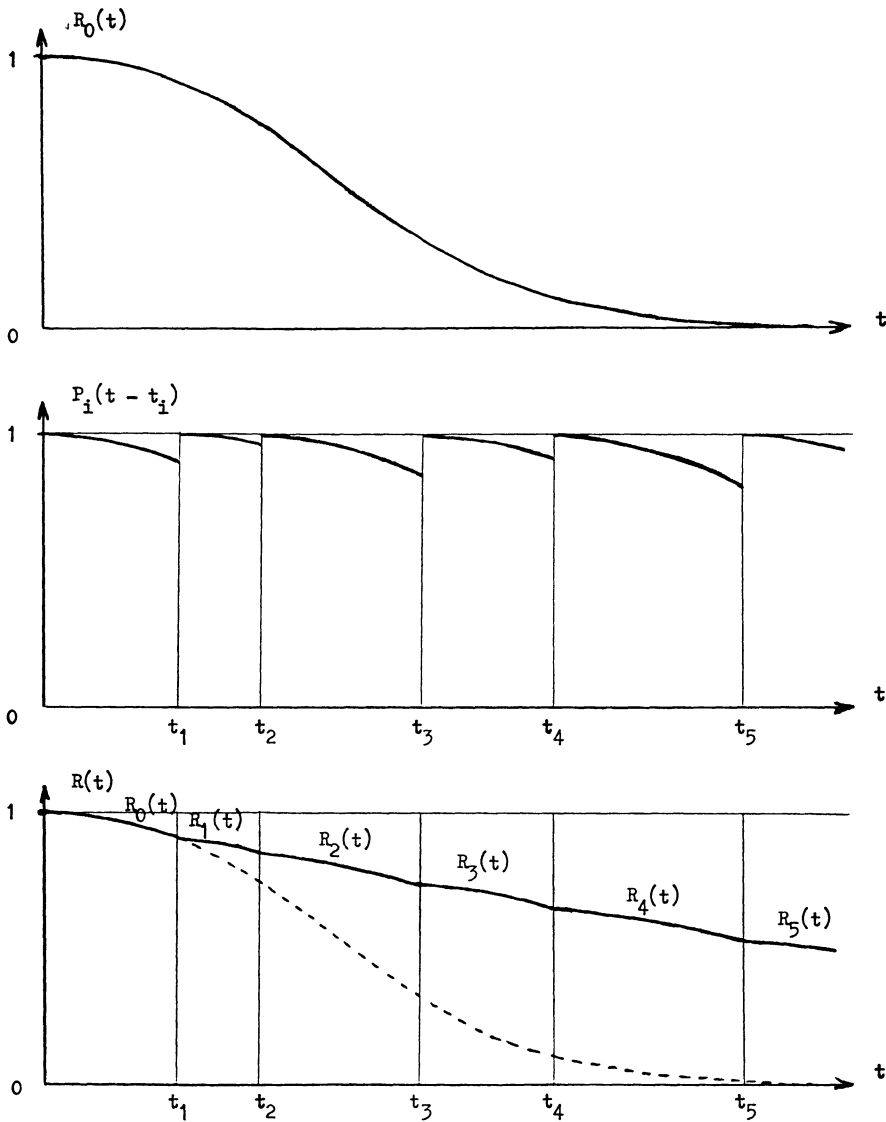 R₀(t)
1
0
t
Pᵢ(t - tᵢ)
1
0
t
t₁ t₂ t₃ t₄ t₅
R(t)
1
R₀(t) R₁(t) R₂(t) R₃(t) R₄(t) R₅(t)
0
t
t₁ t₂ t₃ t₄ t₅